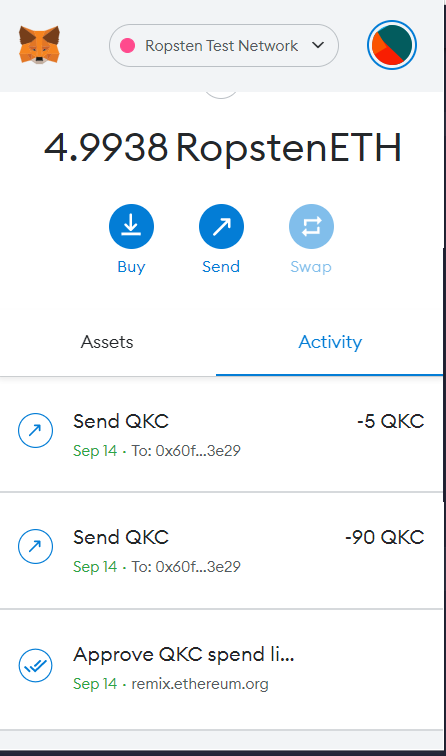 Ropsten Test Network
4.9938 RopstenETH
Buy Send Swap
Assets Activity
Send QKC -5 QKC
Sep 14 · To: 0x60f...3e29
Send QKC -90 QKC
Sep 14 · To: 0x60f...3e29
Approve QKC spend li...
Sep 14 · remix.ethereum.org